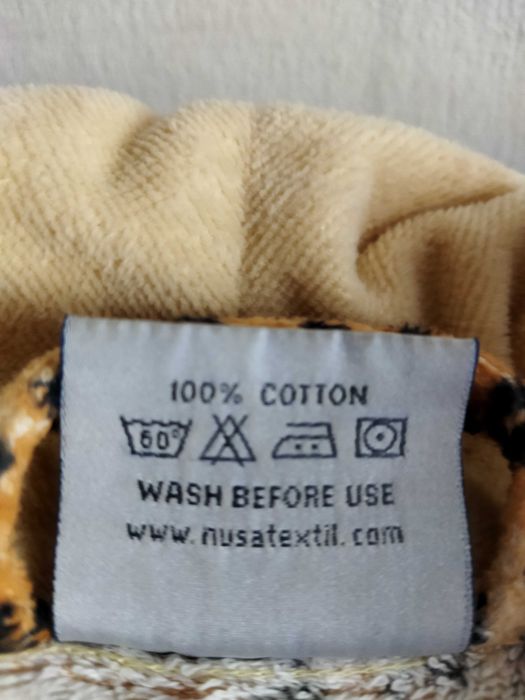 100% COTTON
60°
WASH BEFORE USE
www.nusatextil.com